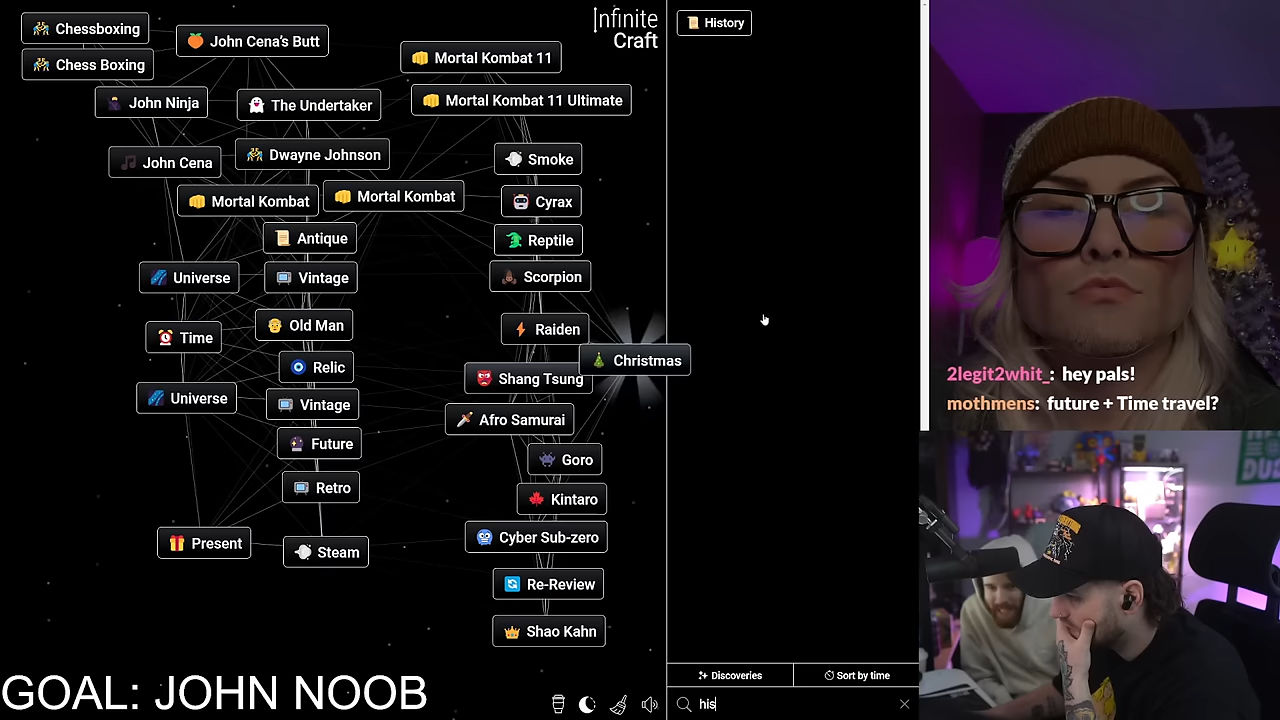 Chessboxing
John Cena's Butt
Infinite
Craft
History
Mortal Kombat 11
Chess Boxing
John Ninja
The Undertaker
Mortal Kombat 11 Ultimate
John Cena
Dwayne Johnson
Smoke
Mortal Kombat
Mortal Kombat
Cyrax
Antique
Reptile
Universe
Vintage
Scorpion
Old Man
Raiden
Time
Christmas
Relic
Shang Tsung
Universe
Vintage
Afro Samurai
Future
Goro
Retro
Kintaro
Present
Steam
Cyber Sub-zero
Re-Review
Shao Kahn
GOAL: JOHN NOOB
Discoveries
Sort by time
his
2legit2whit_: hey pals!
mothmens: future + Time travel?